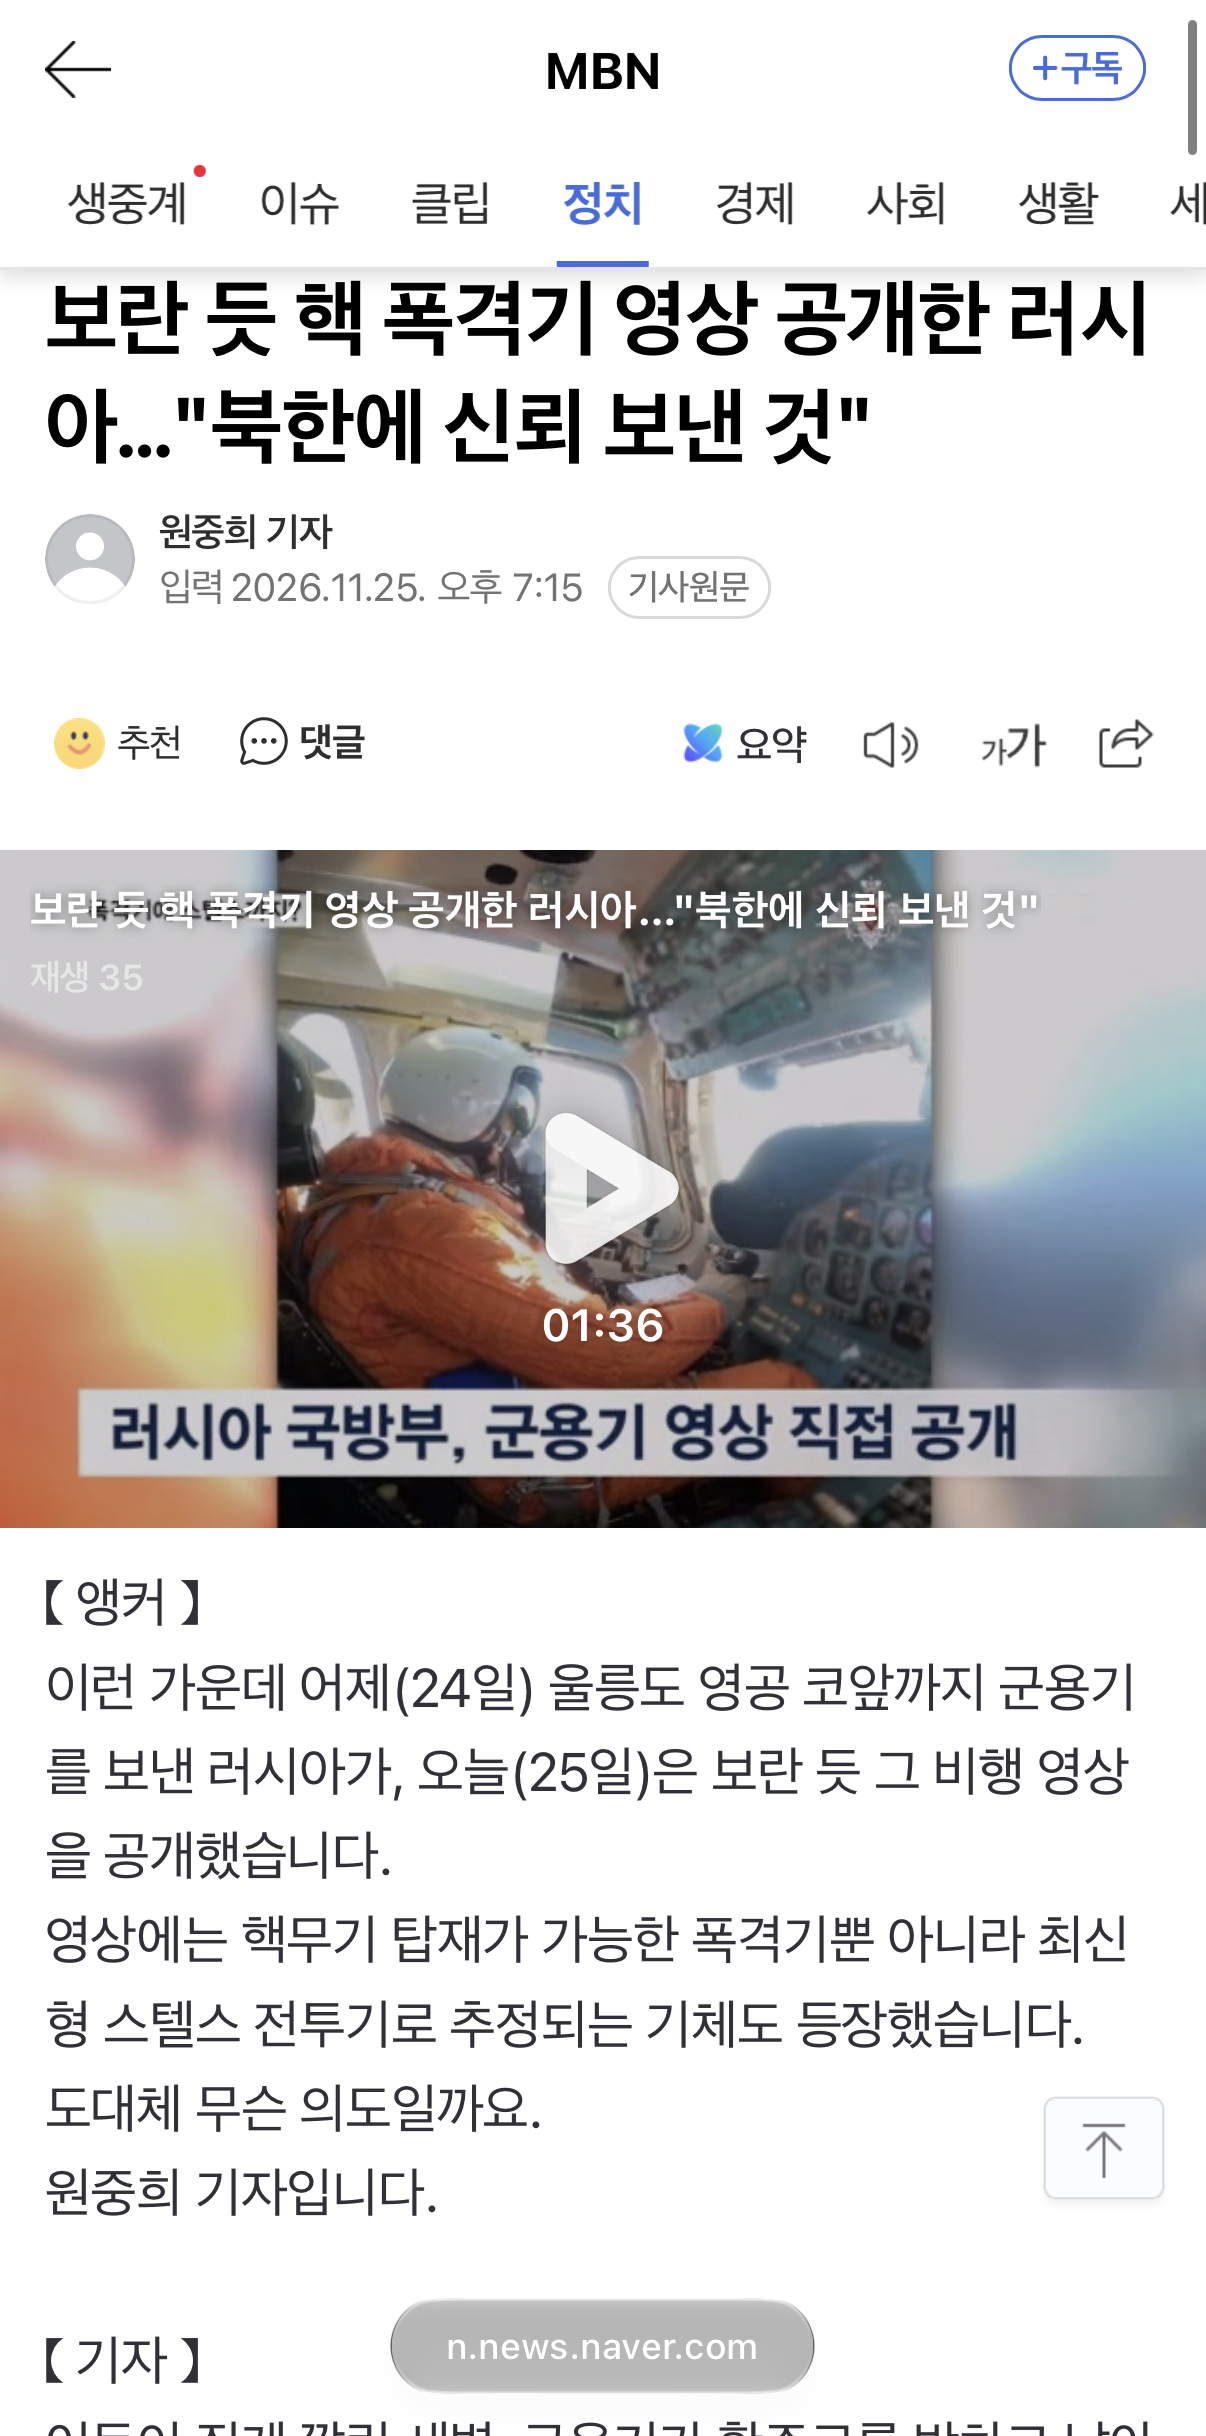 MBN
+구독
생중계 이슈 클립 정치 경제 사회 생활 세
보란 듯 핵 폭격기 영상 공개한 러시
아…"북한에 신뢰 보낸 것"
원중희 기자
입력 2026.11.25. 오후 7:15 기사원문
추천 댓글 요약 가가
보란 듯 핵 폭격기 영상 공개한 러시아…"북한에 신뢰 보낸 것"
재생 35
01:36
러시아 국방부, 군용기 영상 직접 공개
【 앵커 】
이런 가운데 어제(24일) 울릉도 영공 코앞까지 군용기
를 보낸 러시아가, 오늘(25일)은 보란 듯 그 비행 영상
을 공개했습니다.
영상에는 핵무기 탑재가 가능한 폭격기뿐 아니라 최신
형 스텔스 전투기로 추정되는 기체도 등장했습니다.
도대체 무슨 의도일까요.
원중희 기자입니다.
【 기자 】
n.news.naver.com